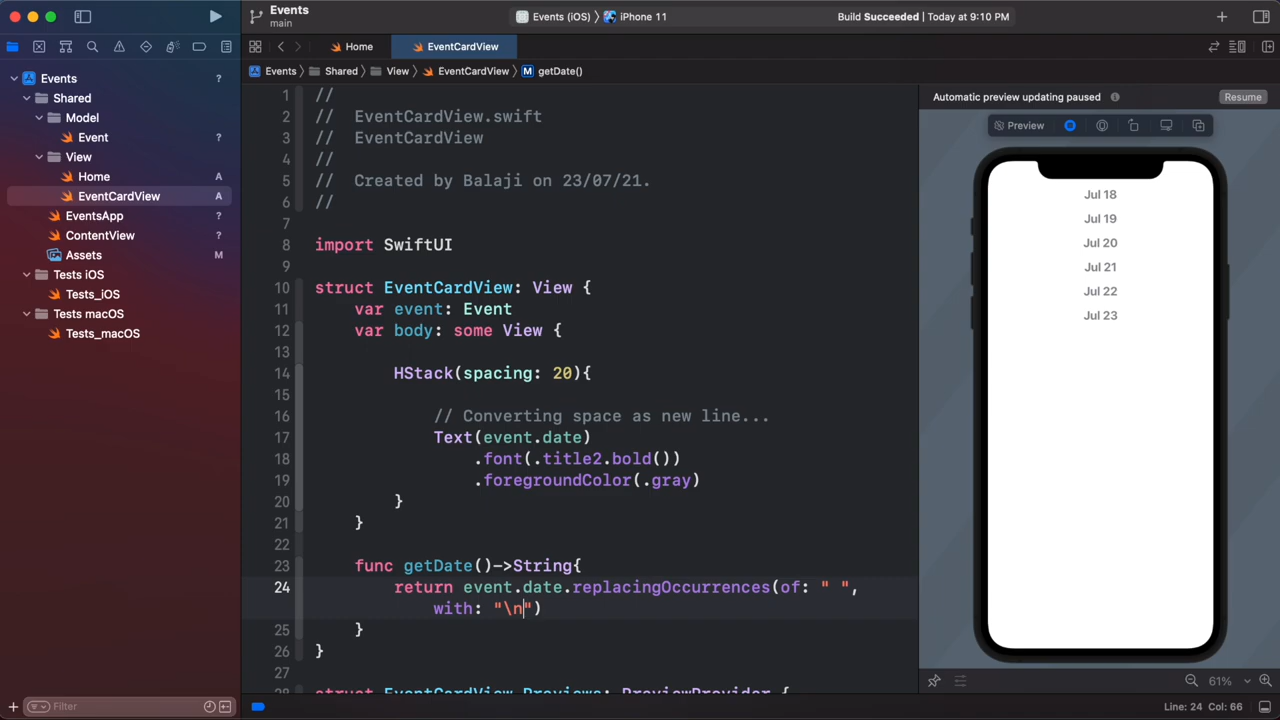 Events
main
Events (iOS) 〉 iPhone 11
Build Succeeded | Today at 9:10 PM
Home
EventCardView
Events 〉 Shared 〉 View 〉 EventCardView 〉 M getDate()
Events ?
Shared
Model
Event ?
View
Home A
EventCardView A
EventsApp ?
ContentView ?
Assets M
Tests iOS
Tests_iOS
Tests macOS
Tests_macOS
Filter
1 //
2 //  EventCardView.swift
3 //  EventCardView
4 //
5 //  Created by Balaji on 23/07/21.
6 //
7
8 import SwiftUI
9
10 struct EventCardView: View {
11     var event: Event
12     var body: some View {
13
14         HStack(spacing: 20){
15
16             // Converting space as new line...
17             Text(event.date)
18                 .font(.title2.bold())
19                 .foregroundColor(.gray)
20         }
21     }
22
23     func getDate()->String{
24         return event.date.replacingOccurrences(of: " ",
with: "\n")
25     }
26 }
27
28 struct EventCardView_Previews: PreviewProvider {
Automatic preview updating paused
Resume
Preview
Jul 18
Jul 19
Jul 20
Jul 21
Jul 22
Jul 23
61%
Line: 24 Col: 66